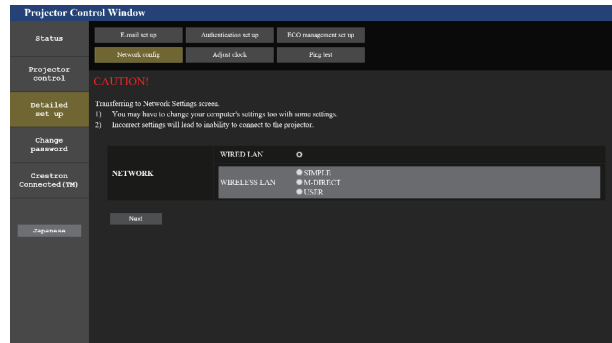 Projector Control Window
Status
Projector
control
Detailed
set up
Change
password
Crestron
Connected(TM)
Japanese
E-mail set up
Authentication set up
ECO management set up
Network config
Adjust clock
Ping test
CAUTION!
Transferring to Network Settings screen.
1) You may have to change your computer's settings too with some settings.
2) Incorrect settings will lead to inability to connect to the projector.
NETWORK
WIRED LAN
WIRELESS LAN
SIMPLE
M-DIRECT
USER
Next